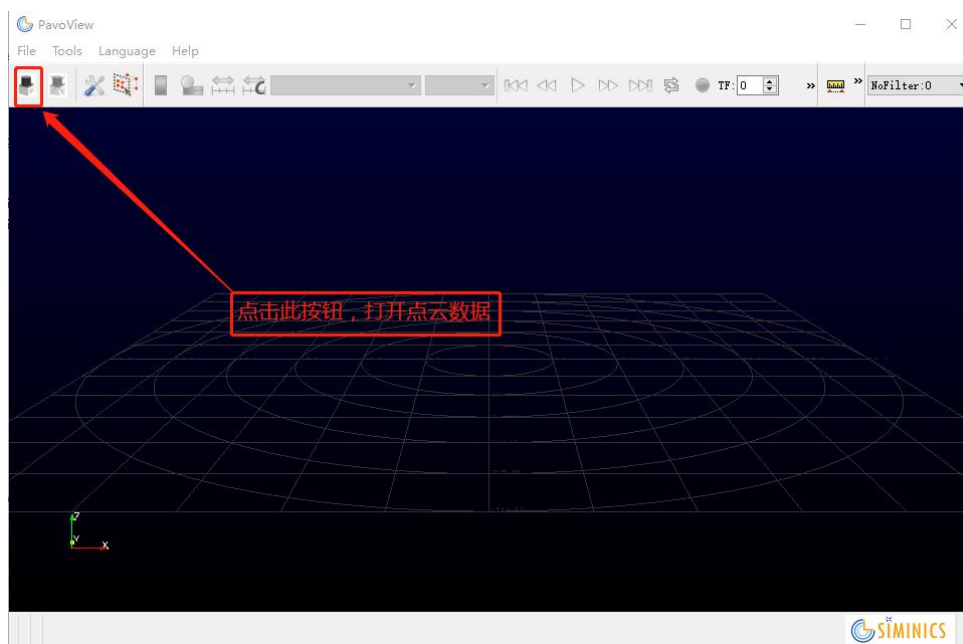 PavoView
File Tools Language Help
TF: 0 » » NoFilter:0
点击此按钮，打开点云数据
Z
Y X
SIMINICS